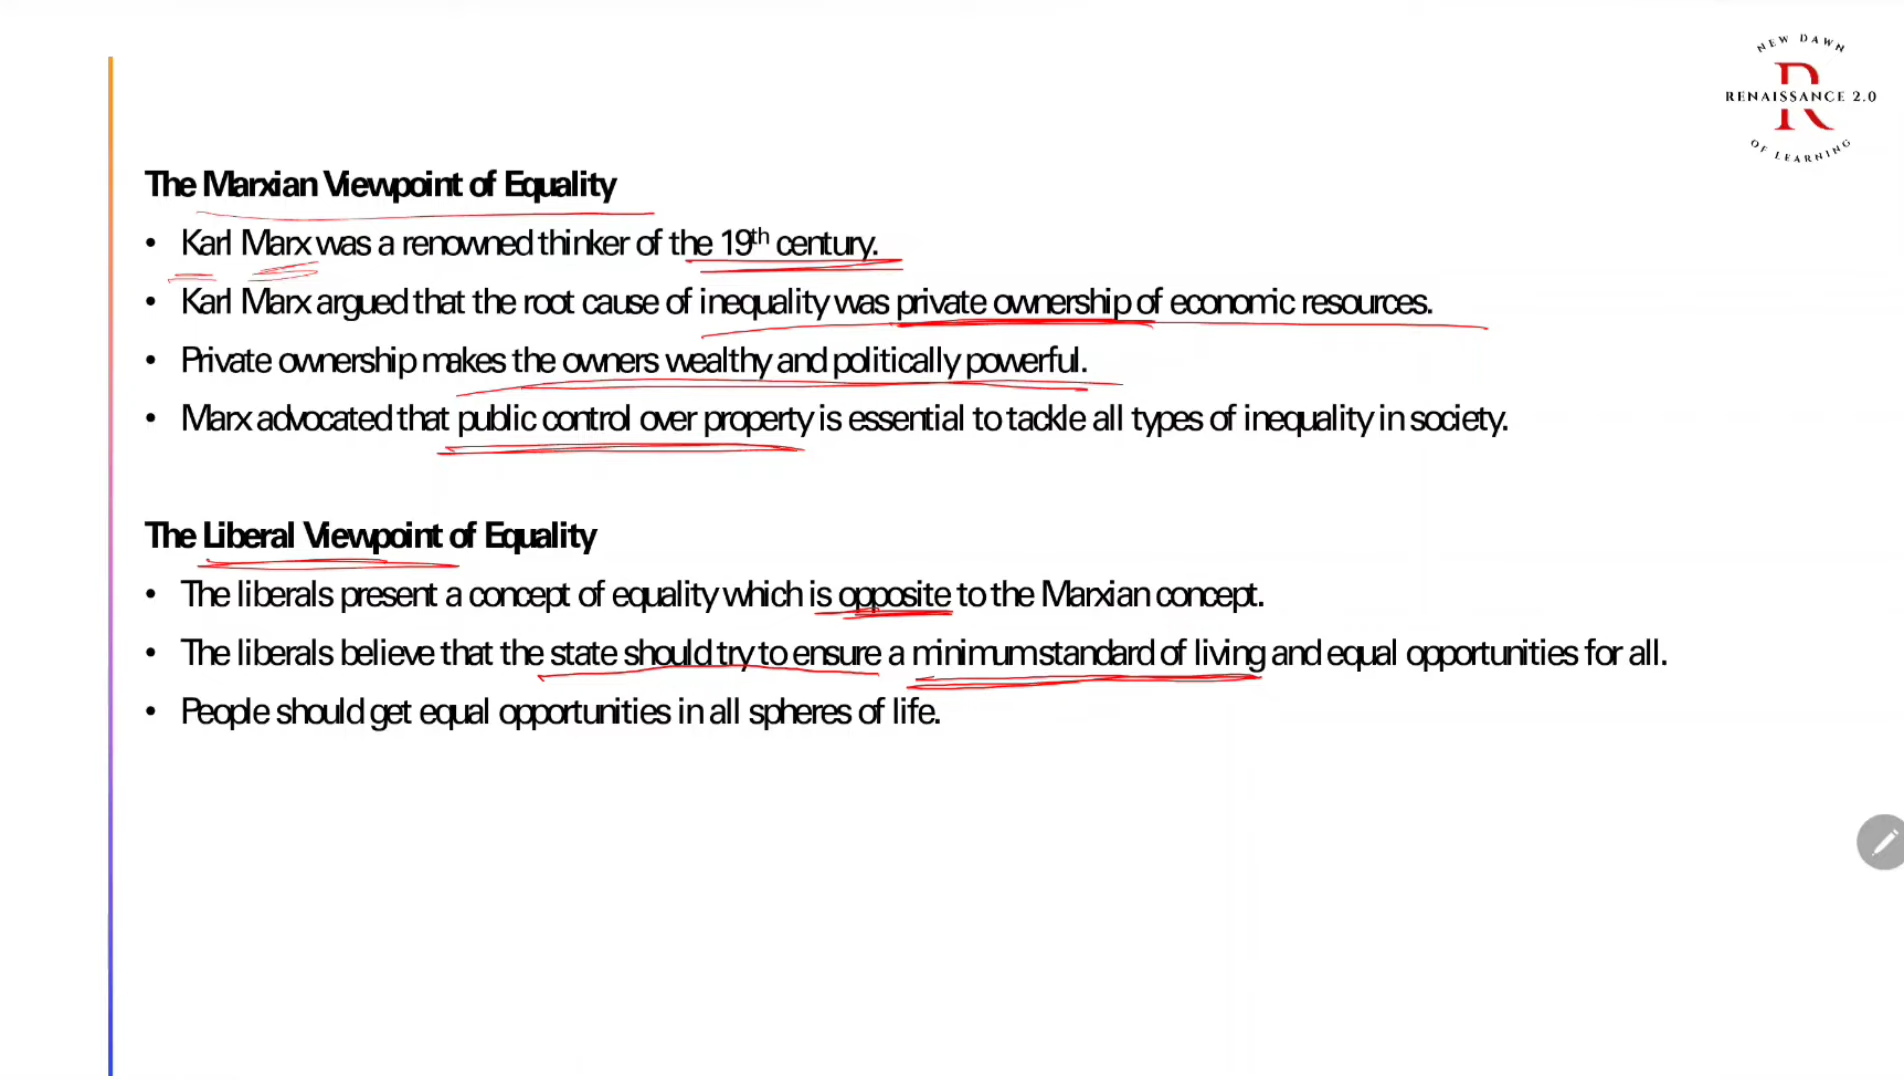 NEW DAWN
R
RENAISSANCE 2.0
OF LEARNING
The Marxian Viewpoint of Equality
• Karl Marx was a renowned thinker of the 19th century.
• Karl Marx argued that the root cause of inequality was private ownership of economic resources.
• Private ownership makes the owners wealthy and politically powerful.
• Marx advocated that public control over property is essential to tackle all types of inequality in society.
The Liberal Viewpoint of Equality
• The liberals present a concept of equality which is opposite to the Marxian concept.
• The liberals believe that the state should try to ensure a minimum standard of living and equal opportunities for all.
• People should get equal opportunities in all spheres of life.